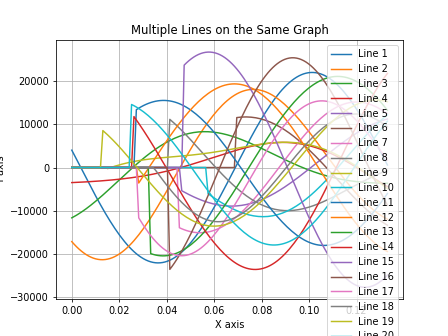 Multiple Lines on the Same Graph
20000
10000
0
−10000
−20000
−30000
0.00
0.02
0.04
0.06
0.08
0.10
X axis
Line 1
Line 2
Line 3
Line 4
Line 5
Line 6
Line 7
Line 8
Line 9
Line 10
Line 11
Line 12
Line 13
Line 14
Line 15
Line 16
Line 17
Line 18
Line 19
Line 20